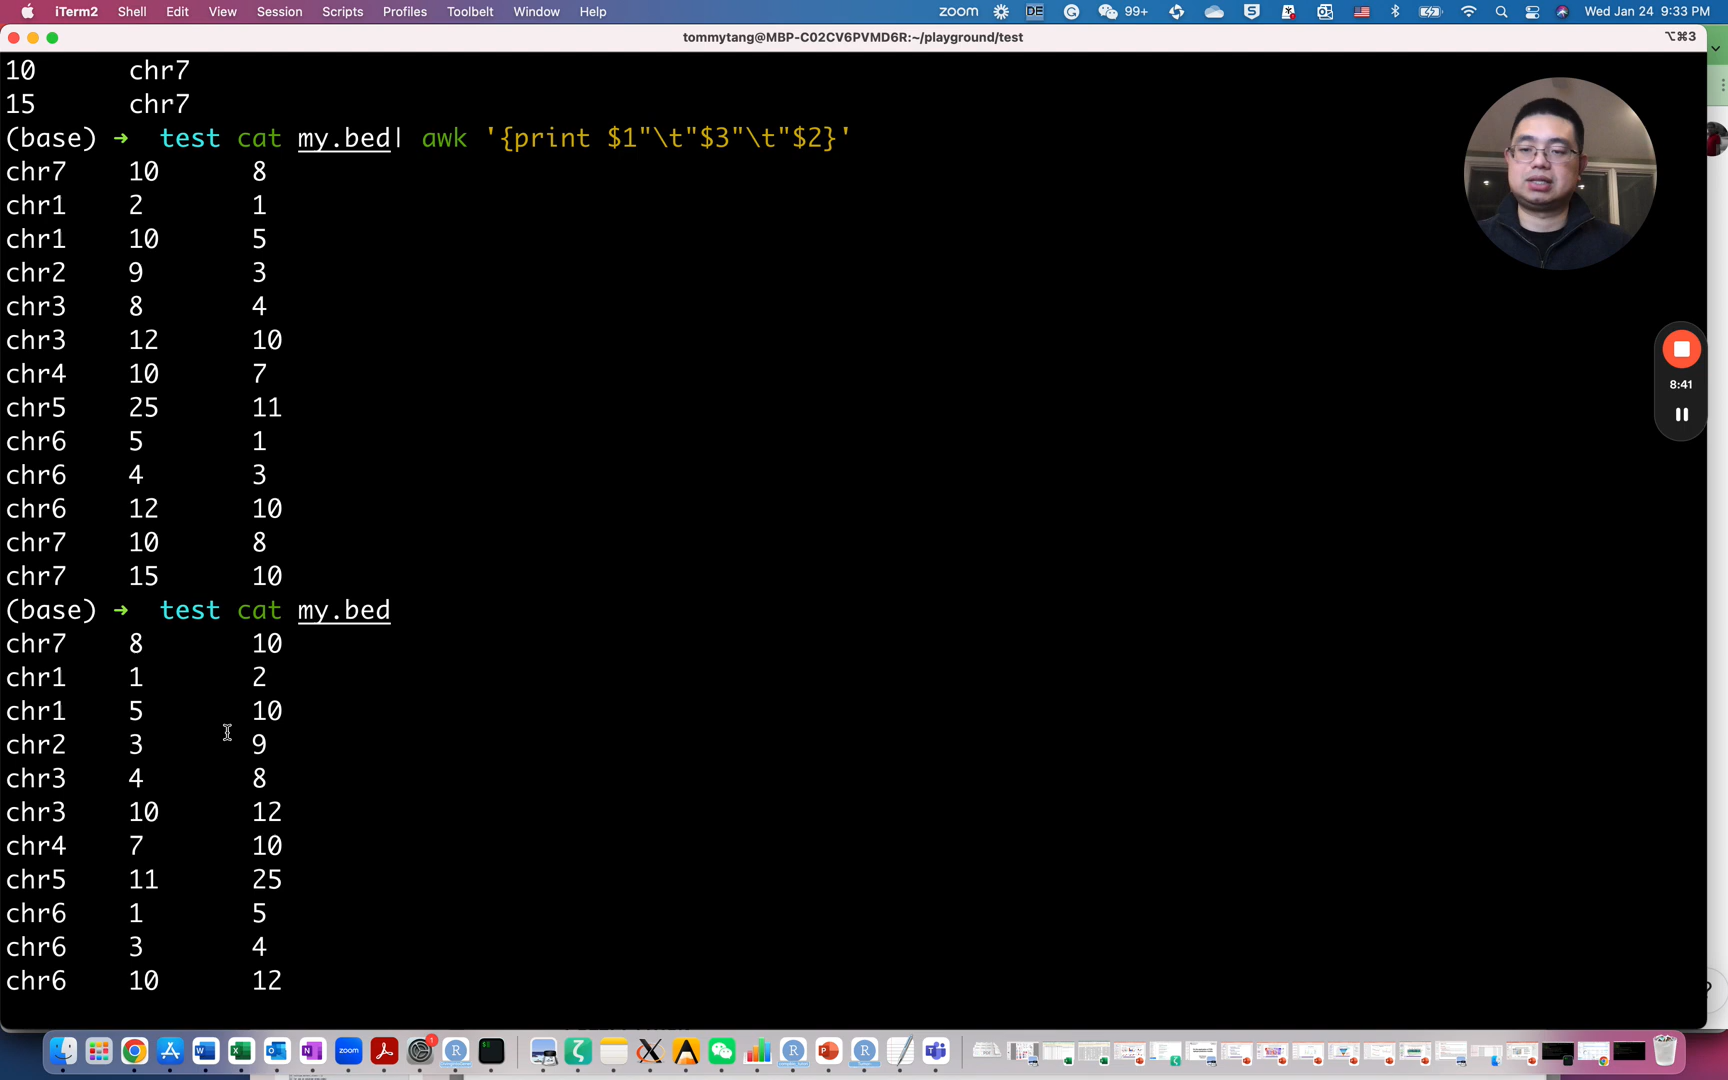 iTerm2 Shell Edit View Session Scripts Profiles Toolbelt Window Help zoom DE 99+ Wed Jan 24 9:33 PM
tommytang@MBP-C02CV6PVMD6R:~/playground/test ⌥⌘3
10 chr7
15 chr7
(base) → test cat my.bed| awk '{print $1"\t"$3"\t"$2}'
chr7 10 8
chr1 2 1
chr1 10 5
chr2 9 3
chr3 8 4
chr3 12 10
chr4 10 7
chr5 25 11
chr6 5 1
chr6 4 3
chr6 12 10
chr7 10 8
chr7 15 10
(base) → test cat my.bed
chr7 8 10
chr1 1 2
chr1 5 10
chr2 3 9
chr3 4 8
chr3 10 12
chr4 7 10
chr5 11 25
chr6 1 5
chr6 3 4
chr6 10 12
8:41
zoom